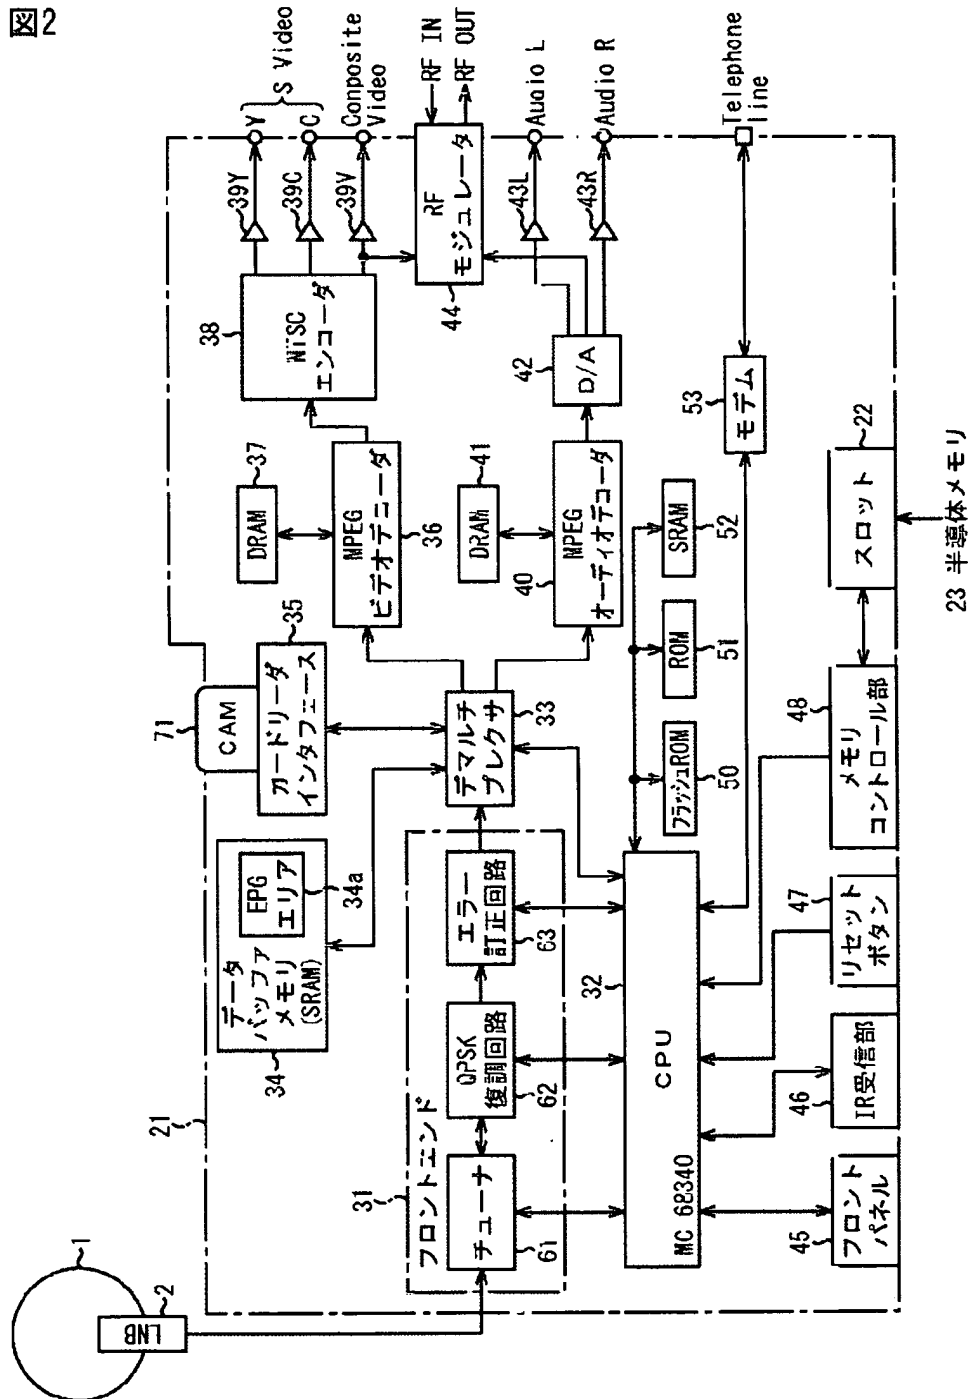 図2
1
2
LNB
21
データ
バッファ
メモリ
(SRAM)
EPG
エリア
34a
34
71
CAM
カードリーダ
インタフェース
35
フロントエンド
31
チューナ
61
QPSK
復調回路
62
エラー
訂正回路
63
デマルチ
プレクサ
33
DRAM
37
MPEG
ビデオデコーダ
36
DRAM
41
MPEG
オーディオデコーダ
40
38
NTSC
エンコーダ
39Y
39C
39V
Y
C
S Video
Conposite
Video
RF
モジュレータ
44
RF IN
RF OUT
42
D/A
43L
43R
Audio L
Audio R
53
モデム
Telephone
line
32
CPU
MC 68340
フラッシュROM
50
ROM
51
SRAM
52
45
フロント
パネル
46
IR受信部
47
リセット
ボタン
48
メモリ
コントロール部
22
スロット
23 半導体メモリ